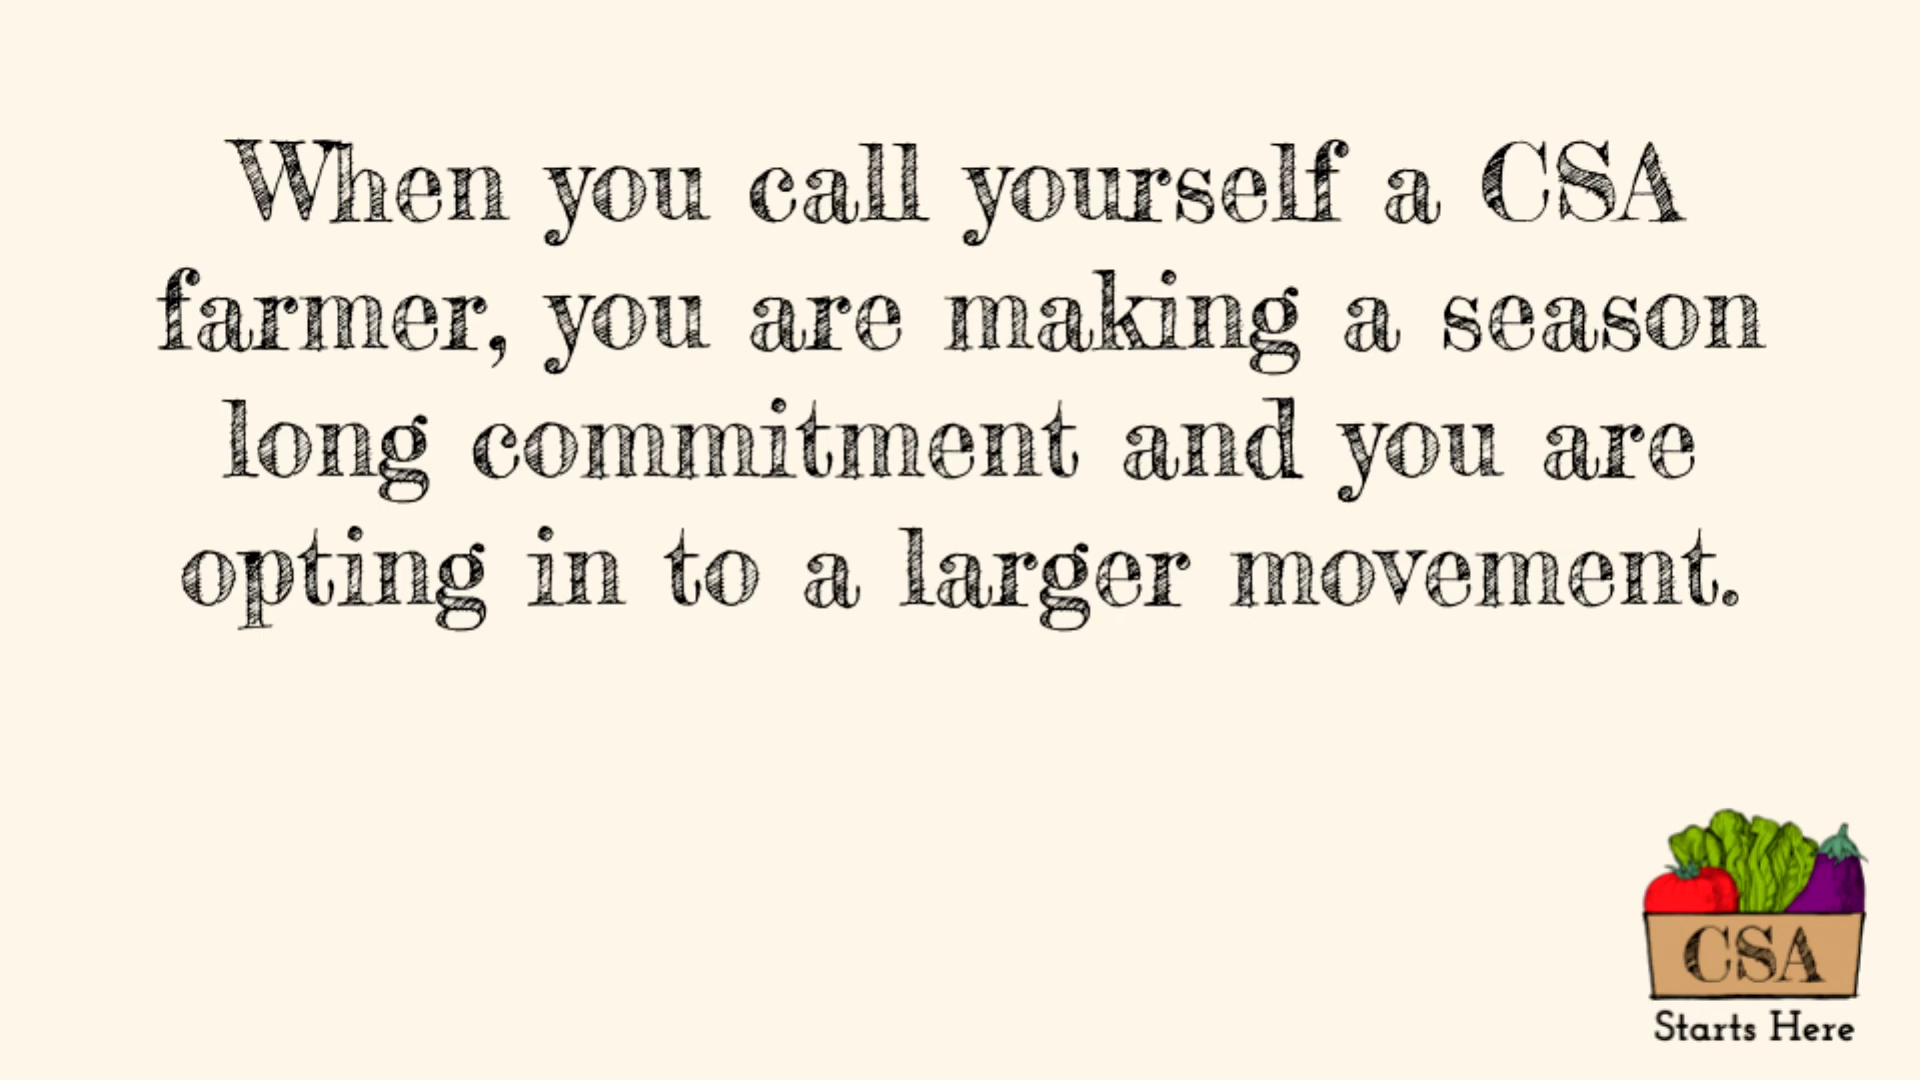 When you call yourself a CSA
farmer, you are making a season
long commitment and you are
opting in to a larger movement.
CSA
Starts Here